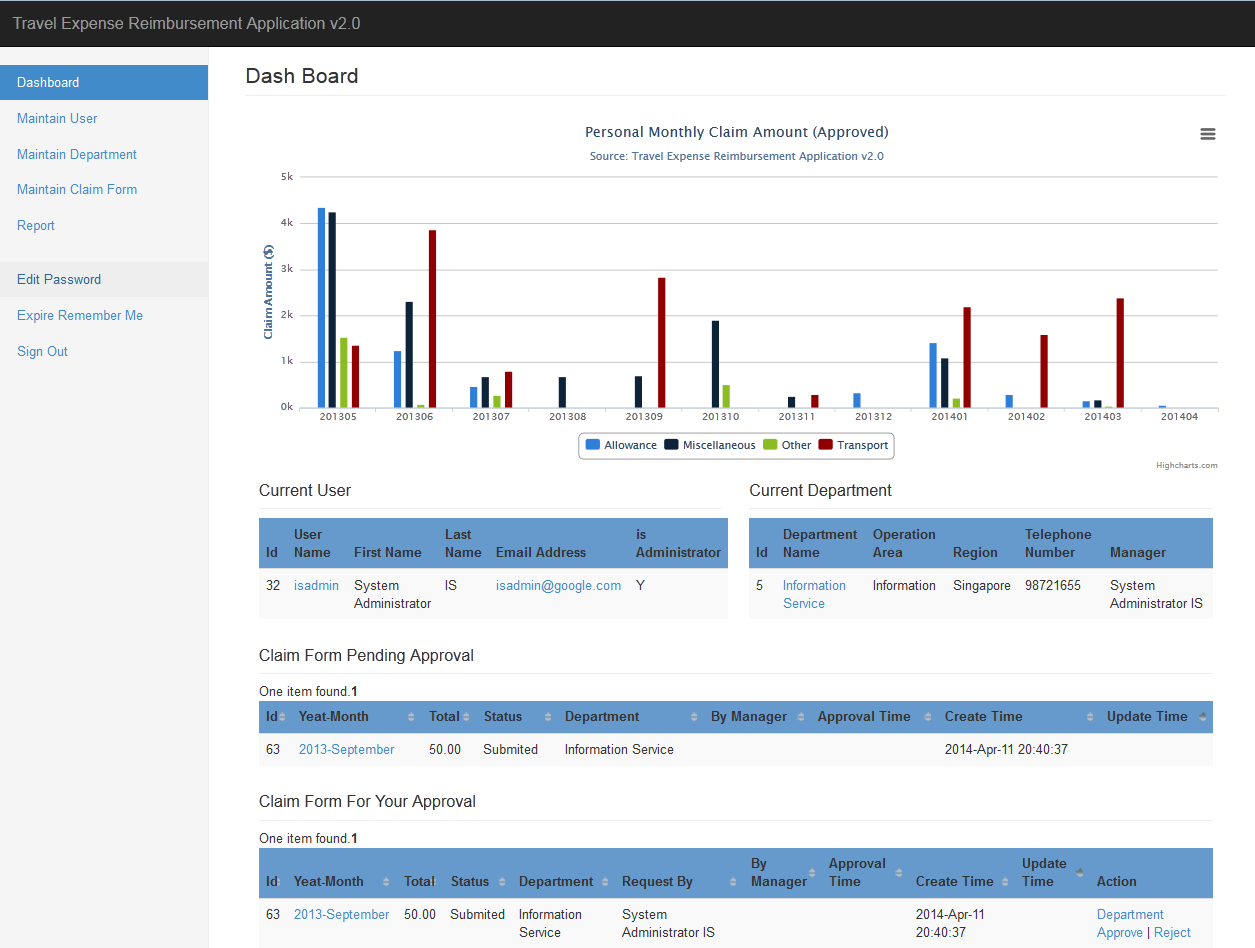 Travel Expense Reimbursement Application v2.0
Dashboard
Maintain User
Maintain Department
Maintain Claim Form
Report
Edit Password
Expire Remember Me
Sign Out
Dash Board
Personal Monthly Claim Amount (Approved)
Source: Travel Expense Reimbursement Application v2.0
Claim Amount ($)
5k
4k
3k
2k
1k
0k
201305 201306 201307 201308 201309 201310 201311 201312 201401 201402 201403 201404
Allowance Miscellaneous Other Transport
Highcharts.com
Current User
Id User Name First Name Last Name Email Address is Administrator
32 isadmin System Administrator IS isadmin@google.com Y
Current Department
Id Department Name Operation Area Region Telephone Number Manager
5 Information Service Information Singapore 98721655 System Administrator IS
Claim Form Pending Approval
One item found.1
Id Yeat-Month Total Status Department By Manager Approval Time Create Time Update Time
63 2013-September 50.00 Submited Information Service 2014-Apr-11 20:40:37
Claim Form For Your Approval
One item found.1
Id Yeat-Month Total Status Department Request By By Manager Approval Time Create Time Update Time Action
63 2013-September 50.00 Submited Information Service System Administrator IS 2014-Apr-11 20:40:37 Department Approve | Reject